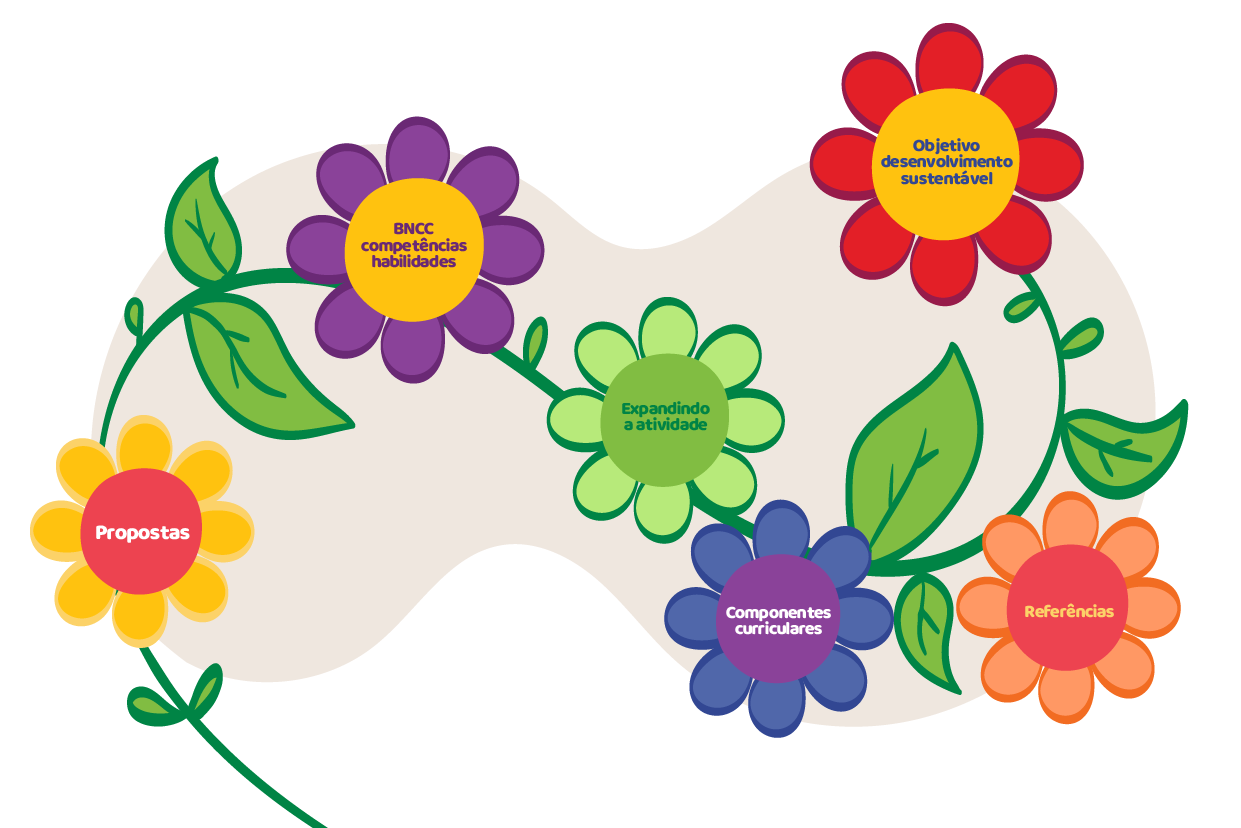 Objetivo
desenvolvimento
sustentável
BNCC
competências
habilidades
Expandindo
a atividade
Propostas
Componentes
curriculares
Referências